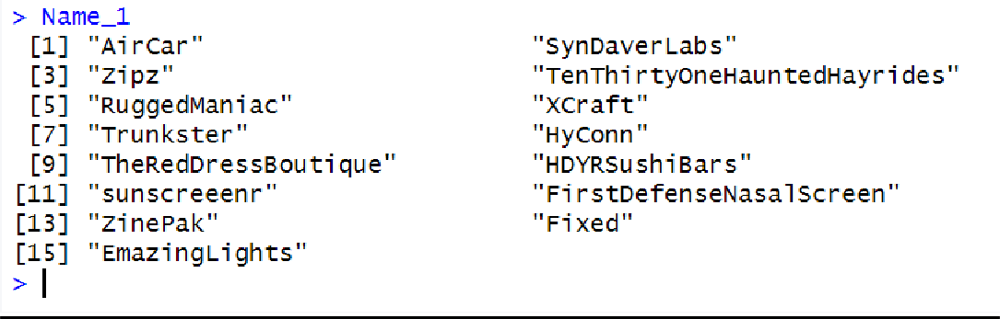 > Name_1
[1] "AirCar" "SynDaverLabs"
[3] "Zipz" "TenThirtyOneHauntedHayrides"
[5] "RuggedManiac" "XCraft"
[7] "Trunkster" "HyConn"
[9] "TheRedDressBoutique" "HDYRSushiBars"
[11] "sunscreeenr" "FirstDefenseNasalScreen"
[13] "ZinePak" "Fixed"
[15] "EmazingLights"
>